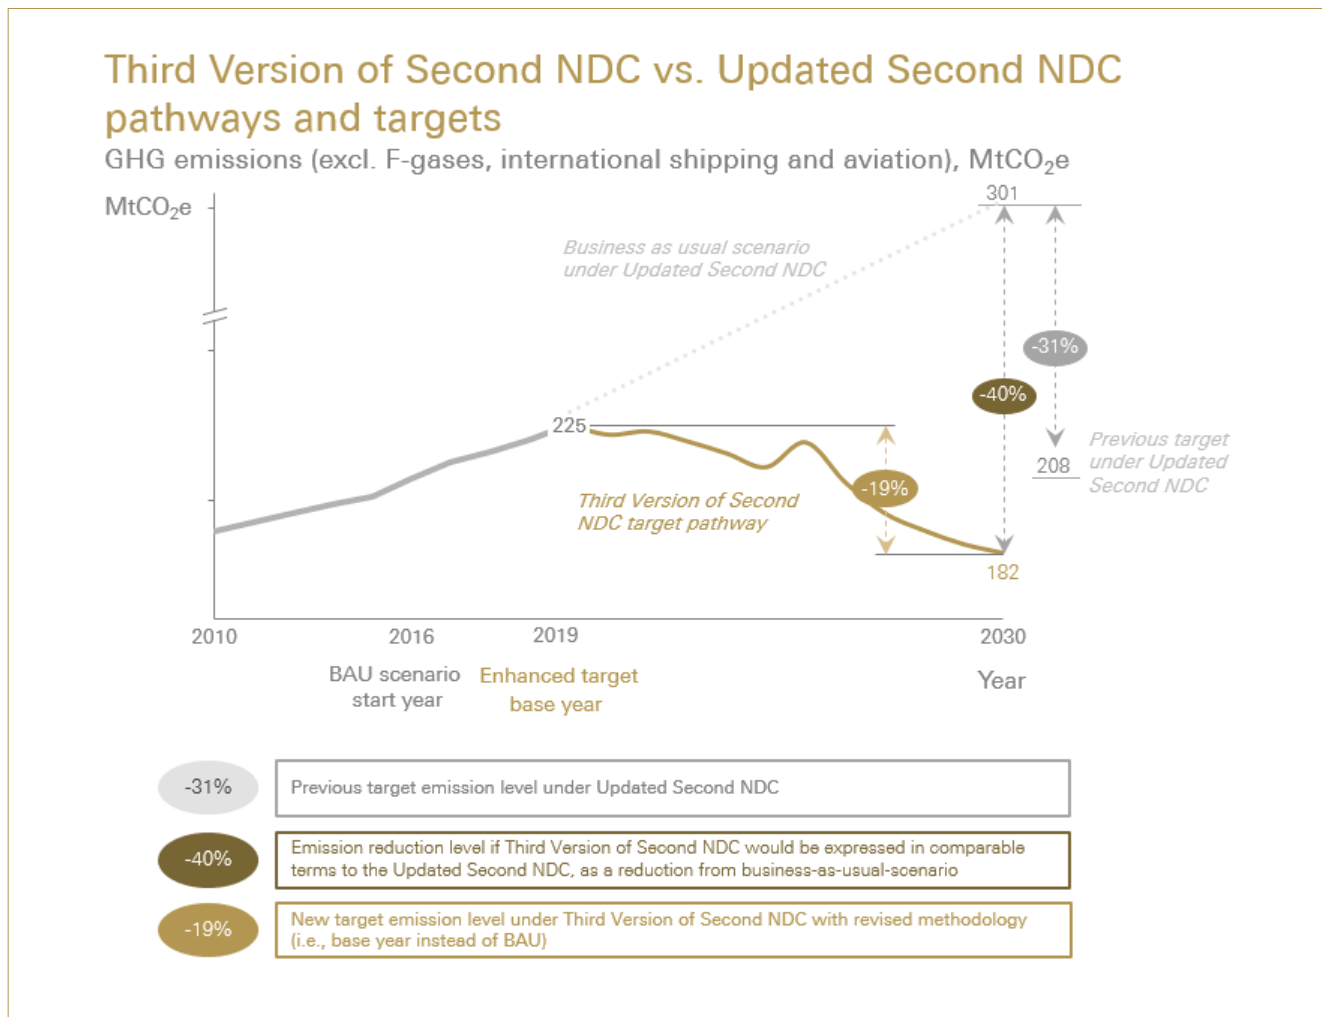 Third Version of Second NDC vs. Updated Second NDC
pathways and targets
GHG emissions (excl. F-gases, international shipping and aviation), MtCO₂e
MtCO₂e
301
Business as usual scenario
under Updated Second NDC
-31%
-40%
225
Previous target
under Updated
Second NDC
208
-19%
Third Version of Second
NDC target pathway
182
2010
2016
2019
2030
BAU scenario
start year
Enhanced target
base year
Year
-31%
Previous target emission level under Updated Second NDC
-40%
Emission reduction level if Third Version of Second NDC would be expressed in comparable
terms to the Updated Second NDC, as a reduction from business-as-usual-scenario
-19%
New target emission level under Third Version of Second NDC with revised methodology
(i.e., base year instead of BAU)